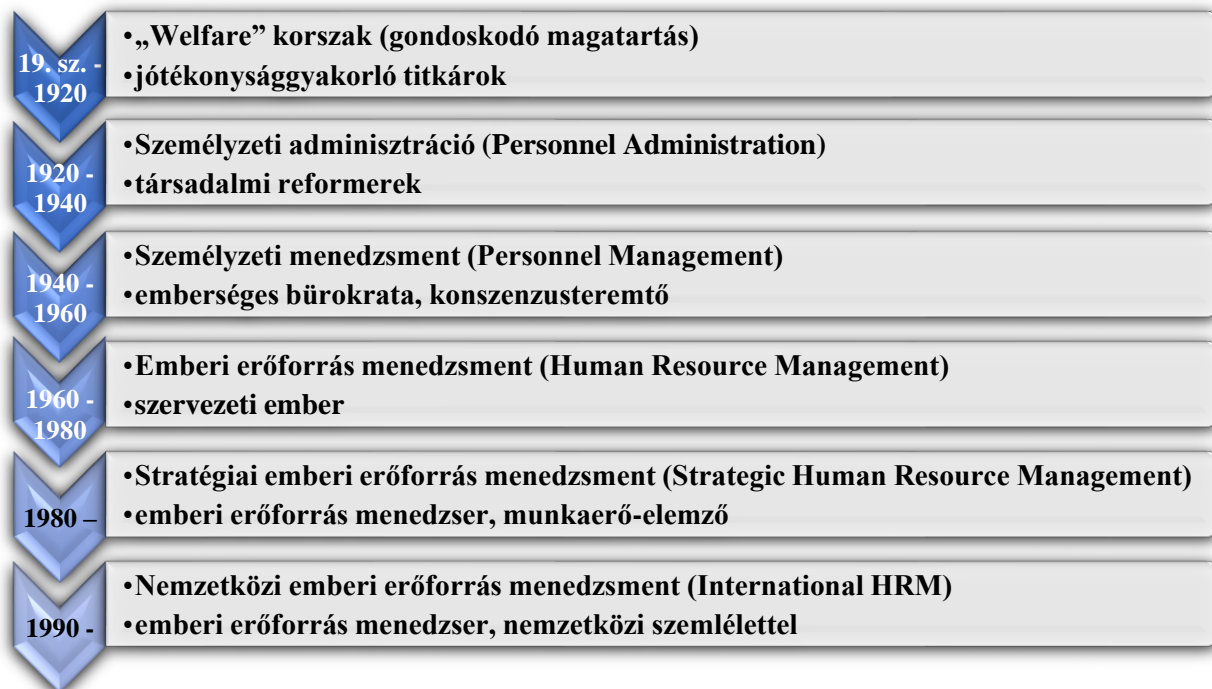 19. sz. -
1920
•„Welfare” korszak (gondoskodó magatartás)
•jótékonysággyakorló titkárok
1920 -
1940
•Személyzeti adminisztráció (Personnel Administration)
•társadalmi reformerek
1940 -
1960
•Személyzeti menedzsment (Personnel Management)
•emberséges bürokrata, konszenzusteremtő
1960 -
1980
•Emberi erőforrás menedzsment (Human Resource Management)
•szervezeti ember
1980 –
•Stratégiai emberi erőforrás menedzsment (Strategic Human Resource Management)
•emberi erőforrás menedzser, munkaerő-elemző
1990 -
•Nemzetközi emberi erőforrás menedzsment (International HRM)
•emberi erőforrás menedzser, nemzetközi szemlélettel